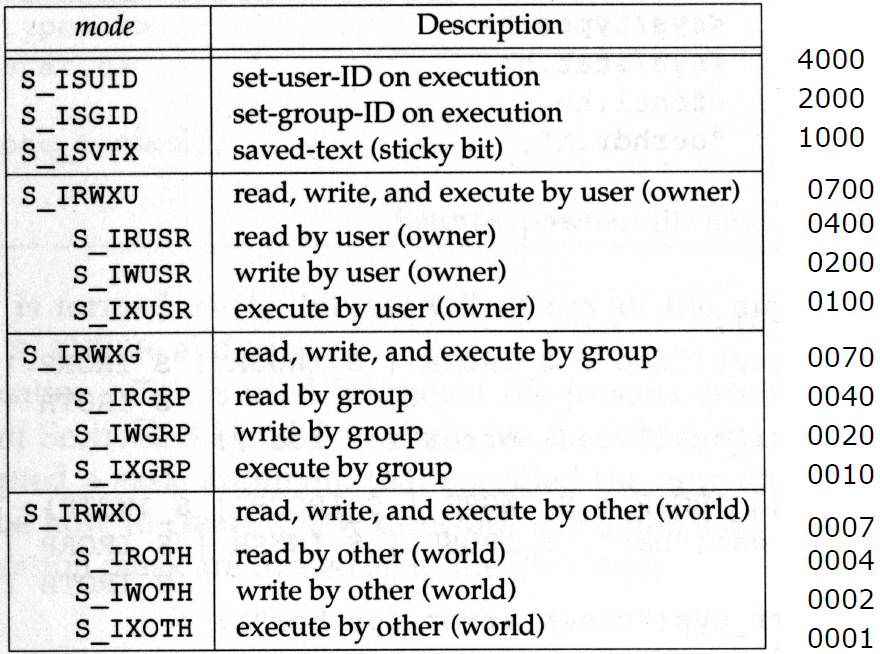 mode Description
S_ISUID set-user-ID on execution 4000
S_ISGID set-group-ID on execution 2000
S_ISVTX saved-text (sticky bit) 1000
S_IRWXU read, write, and execute by user (owner) 0700
S_IRUSR read by user (owner) 0400
S_IWUSR write by user (owner) 0200
S_IXUSR execute by user (owner) 0100
S_IRWXG read, write, and execute by group 0070
S_IRGRP read by group 0040
S_IWGRP write by group 0020
S_IXGRP execute by group 0010
S_IRWXO read, write, and execute by other (world) 0007
S_IROTH read by other (world) 0004
S_IWOTH write by other (world) 0002
S_IXOTH execute by other (world) 0001